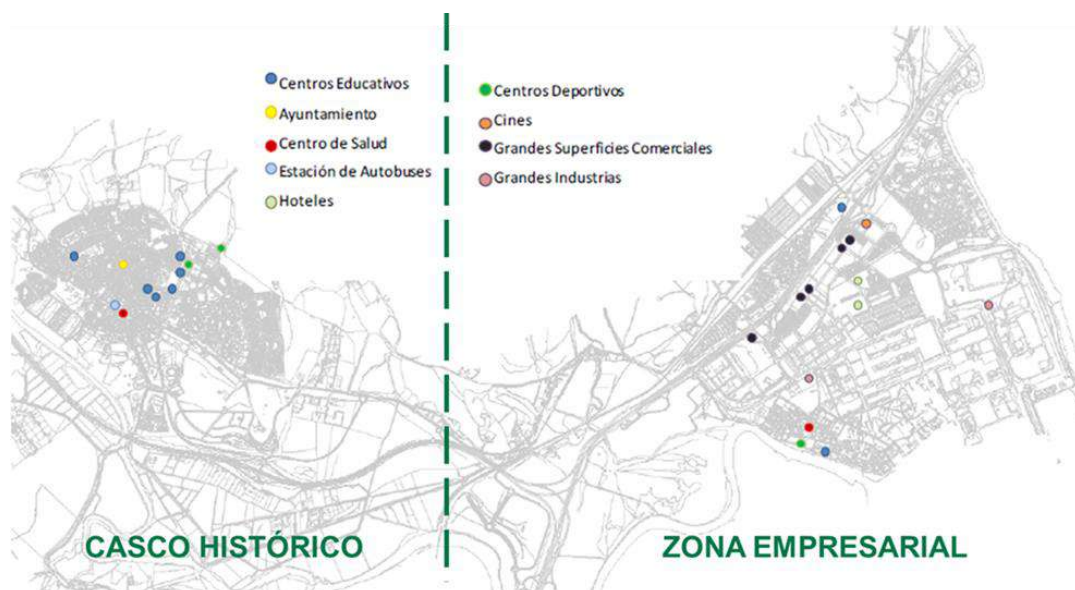 Centros Educativos
Ayuntamiento
Centro de Salud
Estación de Autobuses
Hoteles
Centros Deportivos
Cines
Grandes Superficies Comerciales
Grandes Industrias
CASCO HISTÓRICO
ZONA EMPRESARIAL